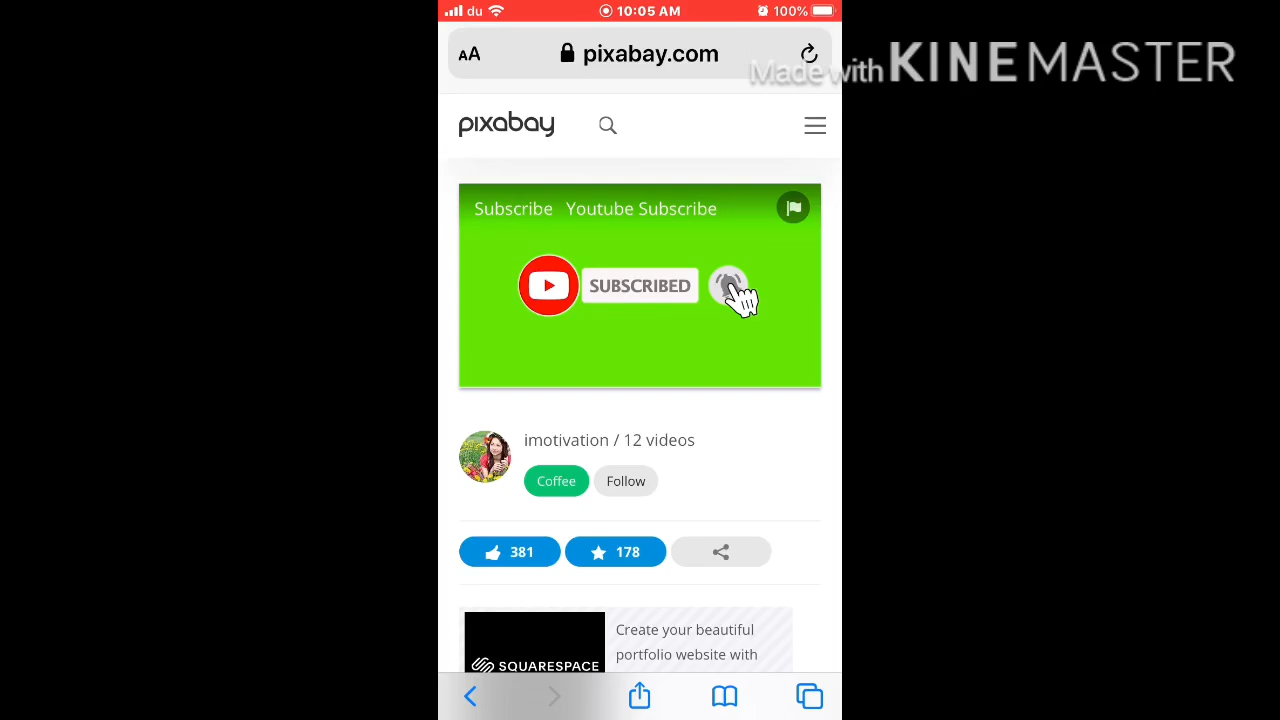 du 10:05 AM 100%
Made with KINEMASTER
AA pixabay.com
pixabay
Subscribe Youtube Subscribe
SUBSCRIBED
imotivation / 12 videos
Coffee Follow
381 178
Create your beautiful
portfolio website with
SQUARESPACE